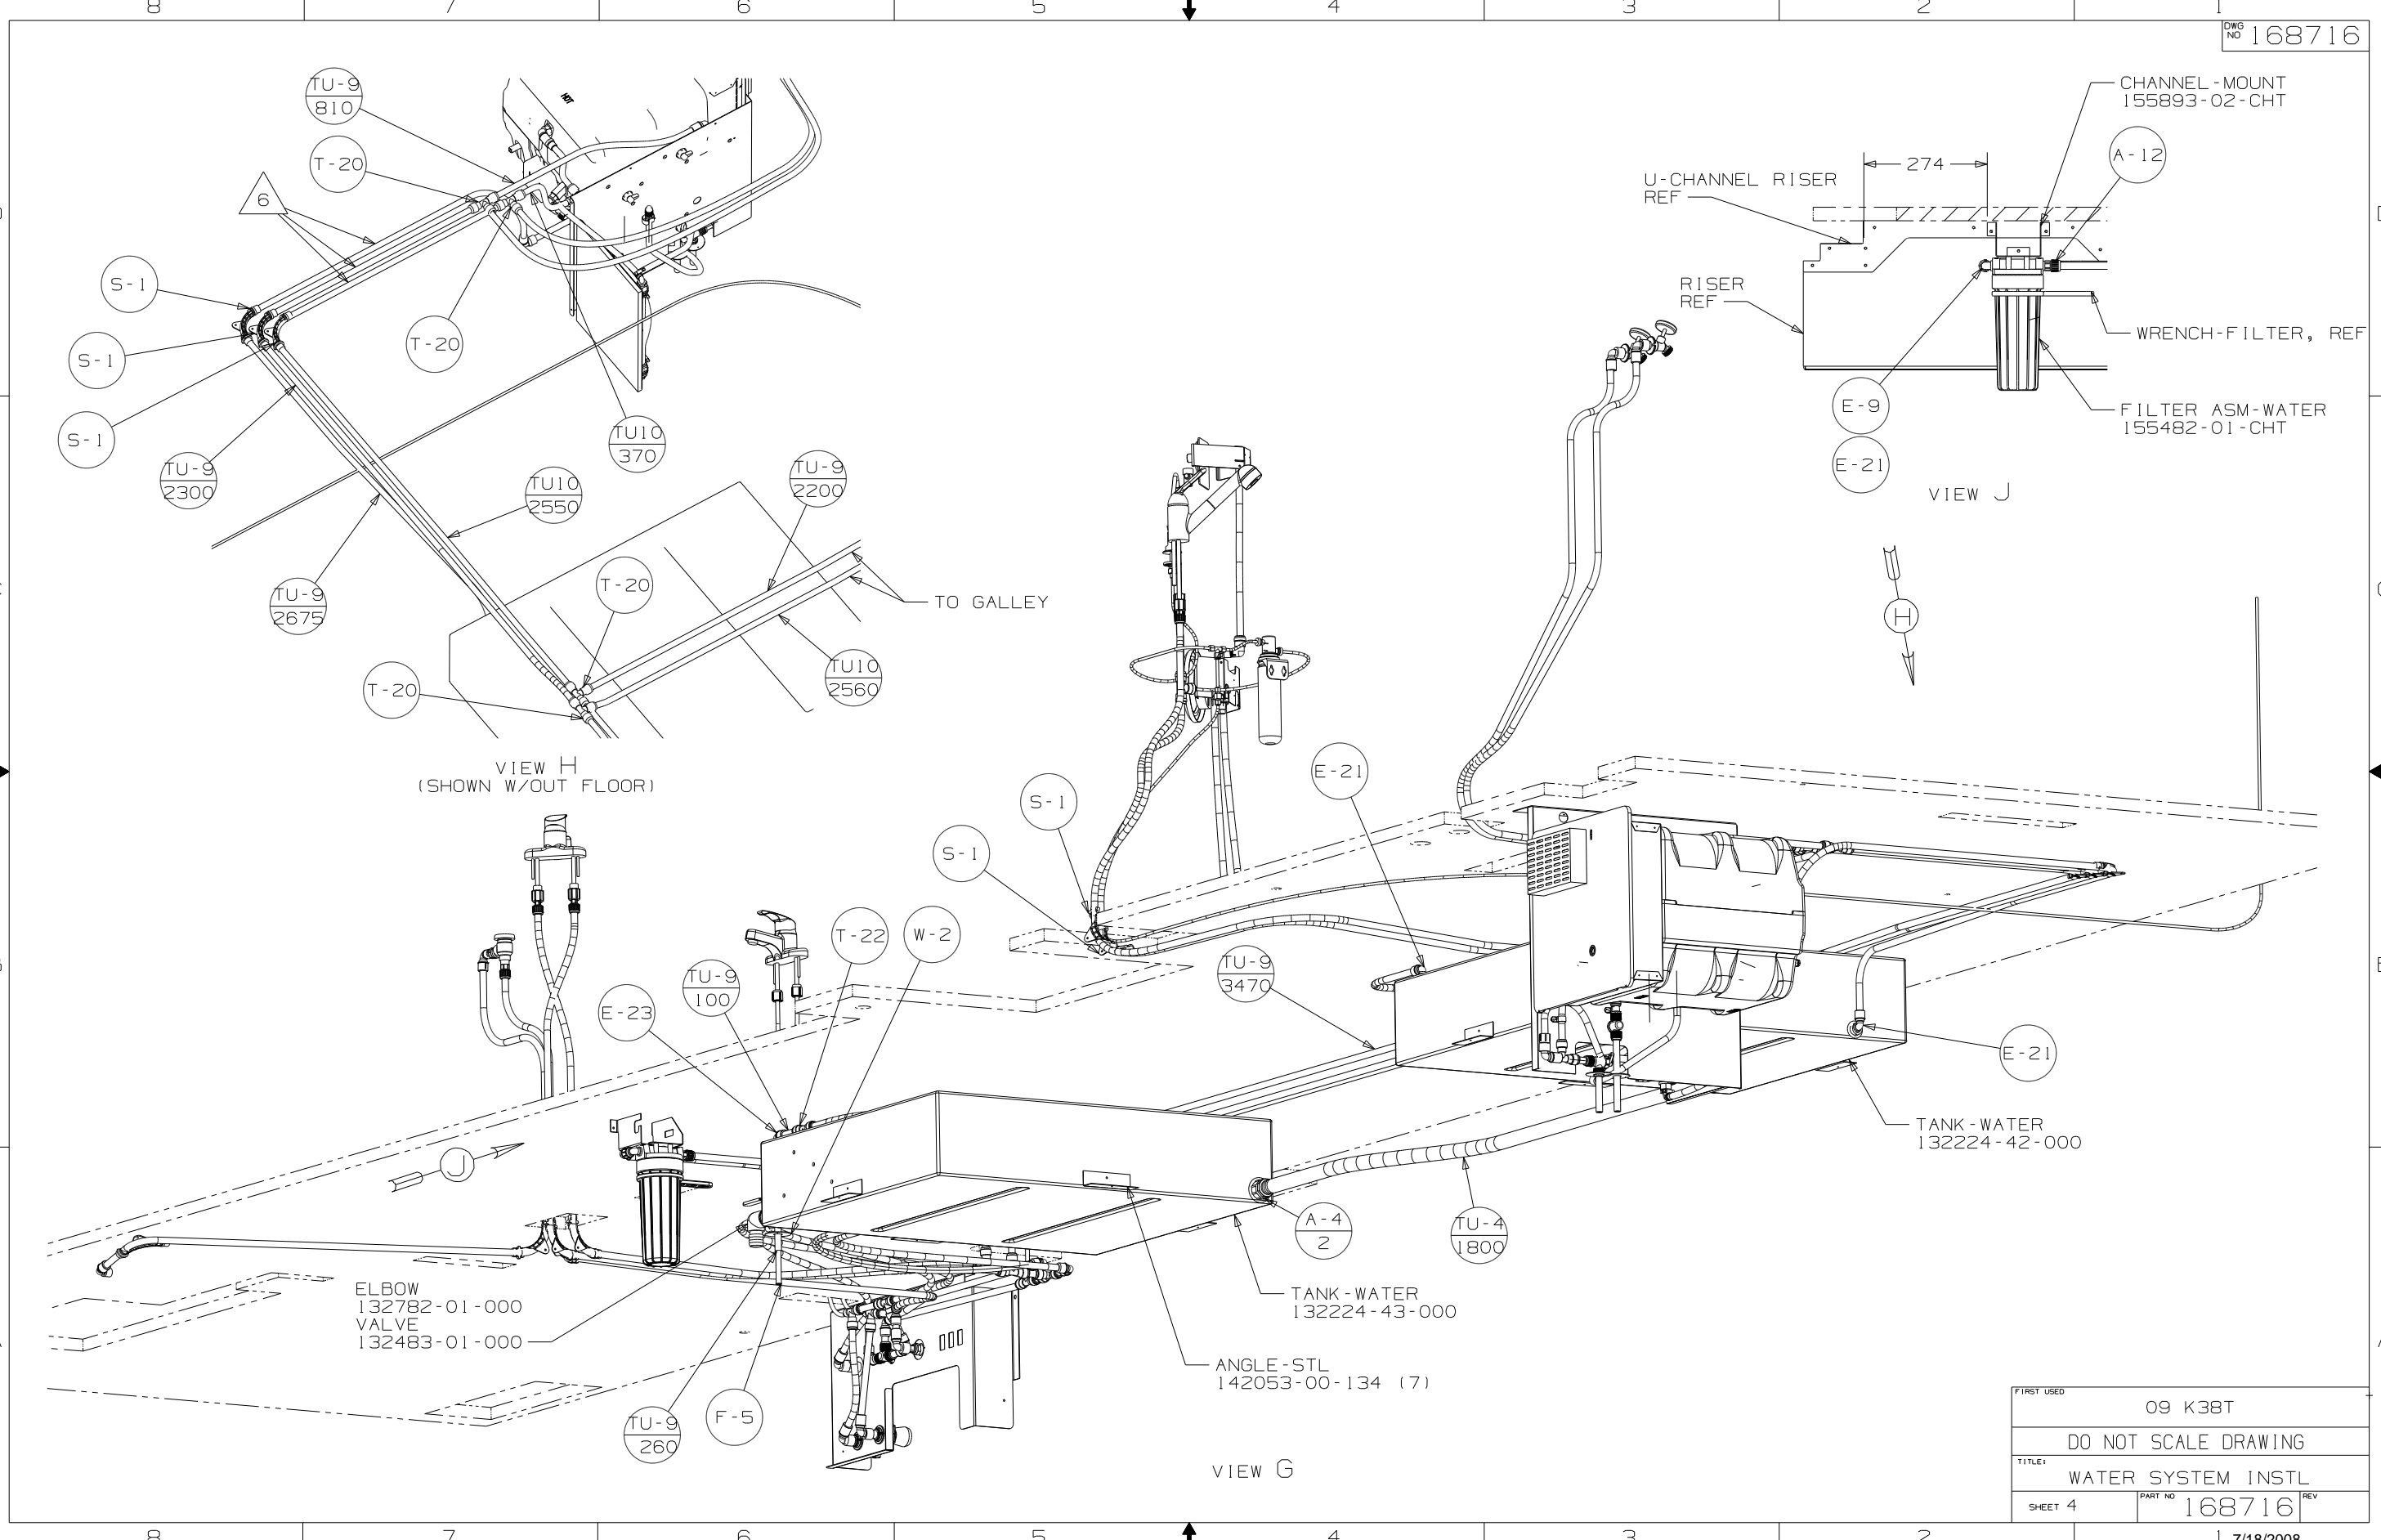 8 7 6 5 4 3 2 1
DWG
NO 168716
TU-9
810
T-20
6
HOT
S-1
S-1
S-1
T-20
TU10
370
TU-9
2300
TU10
2550
TU-9
2200
TU-9
2675
T-20
TO GALLEY
TU10
2560
T-20
VIEW H
(SHOWN W/OUT FLOOR)
CHANNEL-MOUNT
155893-02-CHT
A-12
274
U-CHANNEL RISER
REF
RISER
REF
WRENCH-FILTER, REF
E-9
FILTER ASM-WATER
155482-01-CHT
E-21
VIEW J
H
E-21
S-1
S-1
T-22
W-2
TU-9
100
E-23
TU-9
3470
E-21
TANK-WATER
132224-42-000
J
A-4
2
TU-4
1800
ELBOW
132782-01-000
VALVE
132483-01-000
TANK-WATER
132224-43-000
ANGLE-STL
142053-00-134 (7)
TU-9
260
F-5
VIEW G
FIRST USED
09 K38T
DO NOT SCALE DRAWING
TITLE:
WATER SYSTEM INSTL
SHEET 4
PART NO 168716
REV
8 7 6 5 4 3 2 1
7/18/2008